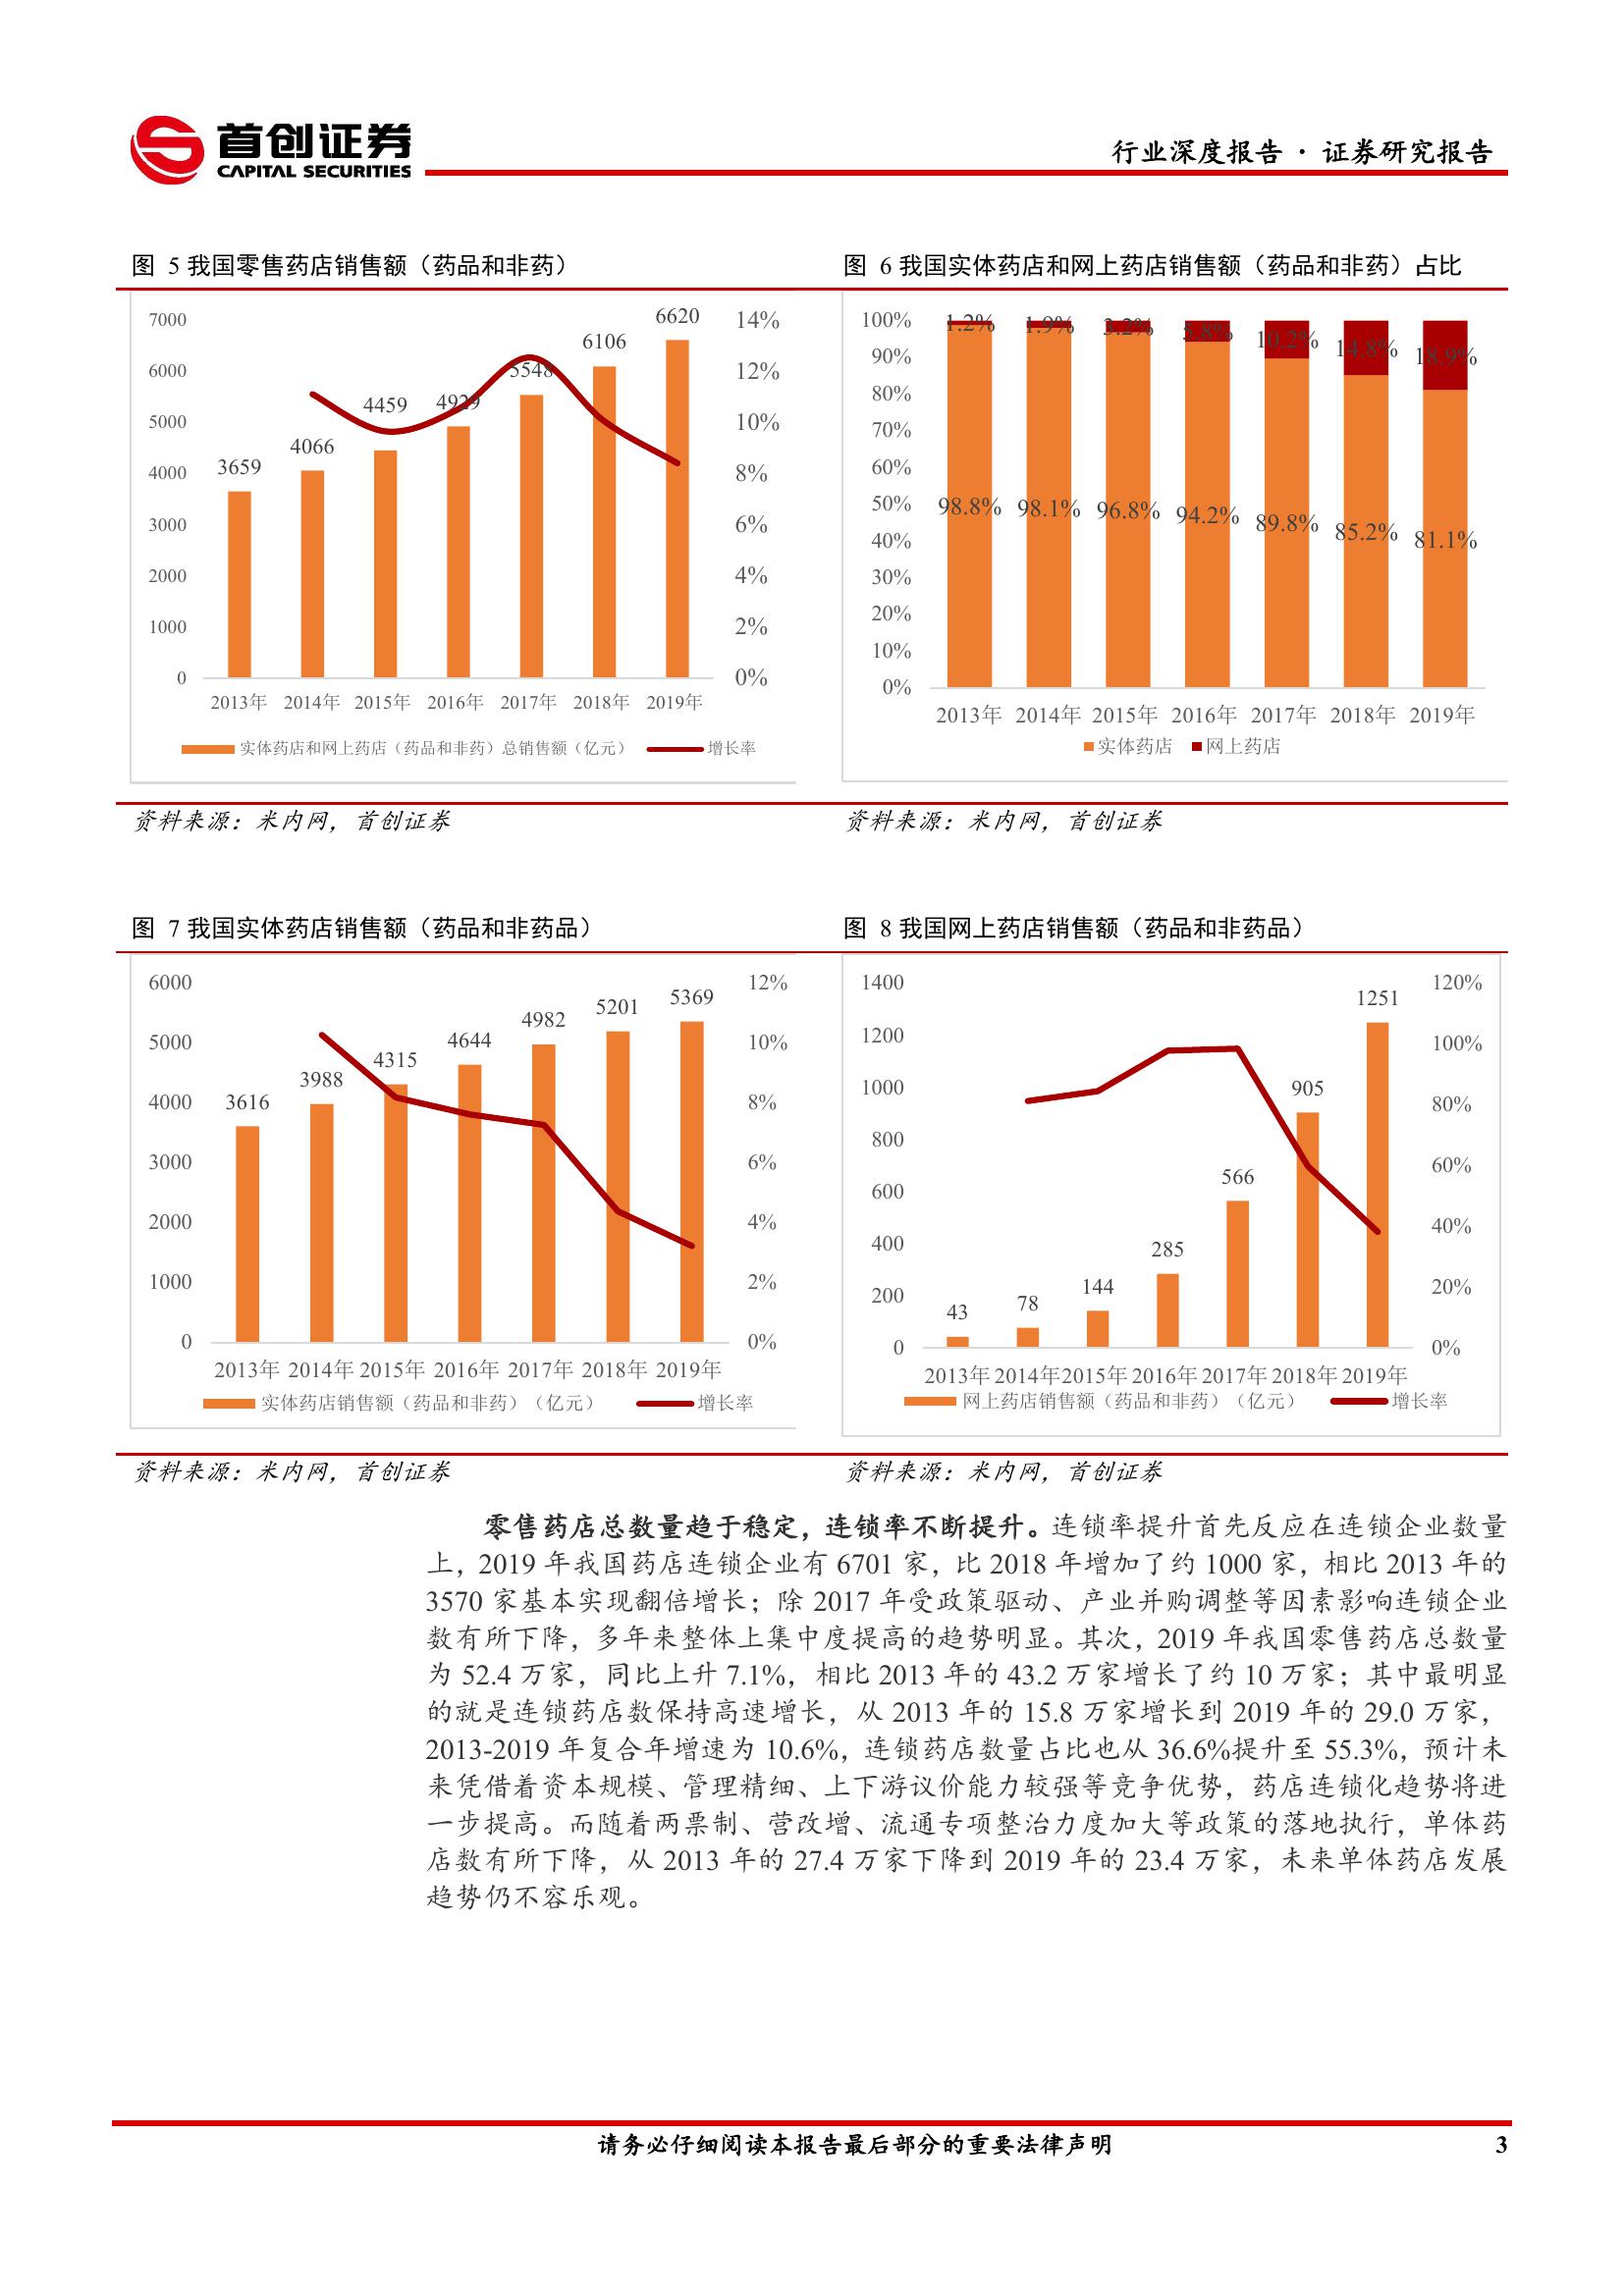 首创证券
CAPITAL SECURITIES
行业深度报告 · 证券研究报告
图 5 我国零售药店销售额（药品和非药）
7000
6000
5000
4000
3000
2000
1000
0
14%
12%
10%
8%
6%
4%
2%
0%
3659
4066
4459
4929
5548
6106
6620
2013年 2014年 2015年 2016年 2017年 2018年 2019年
实体药店和网上药店（药品和非药）总销售额（亿元） 增长率
资料来源：米内网，首创证券
图 6 我国实体药店和网上药店销售额（药品和非药）占比
100%
90%
80%
70%
60%
50%
40%
30%
20%
10%
0%
1.2% 1.9% 3.2% 5.8% 10.2% 14.8% 18.9%
98.8% 98.1% 96.8% 94.2% 89.8% 85.2% 81.1%
2013年 2014年 2015年 2016年 2017年 2018年 2019年
实体药店 网上药店
资料来源：米内网，首创证券
图 7 我国实体药店销售额（药品和非药品）
6000
5000
4000
3000
2000
1000
0
12%
10%
8%
6%
4%
2%
0%
3616
3988
4315
4644
4982
5201
5369
2013年 2014年 2015年 2016年 2017年 2018年 2019年
实体药店销售额（药品和非药）（亿元） 增长率
资料来源：米内网，首创证券
图 8 我国网上药店销售额（药品和非药品）
1400
1200
1000
800
600
400
200
0
120%
100%
80%
60%
40%
20%
0%
43
78
144
285
566
905
1251
2013年 2014年 2015年 2016年 2017年 2018年 2019年
网上药店销售额（药品和非药）（亿元） 增长率
资料来源：米内网，首创证券
零售药店总数量趋于稳定，连锁率不断提升。连锁率提升首先反应在连锁企业数量
上，2019 年我国药店连锁企业有 6701 家，比 2018 年增加了约 1000 家，相比 2013 年的
3570 家基本实现翻倍增长；除 2017 年受政策驱动、产业并购调整等因素影响连锁企业
数有所下降，多年来整体上集中度提高的趋势明显。其次，2019 年我国零售药店总数量
为 52.4 万家，同比上升 7.1%，相比 2013 年的 43.2 万家增长了约 10 万家；其中最明显
的就是连锁药店数保持高速增长，从 2013 年的 15.8 万家增长到 2019 年的 29.0 万家，
2013-2019 年复合年增速为 10.6%，连锁药店数量占比也从 36.6%提升至 55.3%，预计未
来凭借着资本规模、管理精细、上下游议价能力较强等竞争优势，药店连锁化趋势将进
一步提高。而随着两票制、营改增、流通专项整治力度加大等政策的落地执行，单体药
店数有所下降，从 2013 年的 27.4 万家下降到 2019 年的 23.4 万家，未来单体药店发展
趋势仍不容乐观。
请务必仔细阅读本报告最后部分的重要法律声明 3